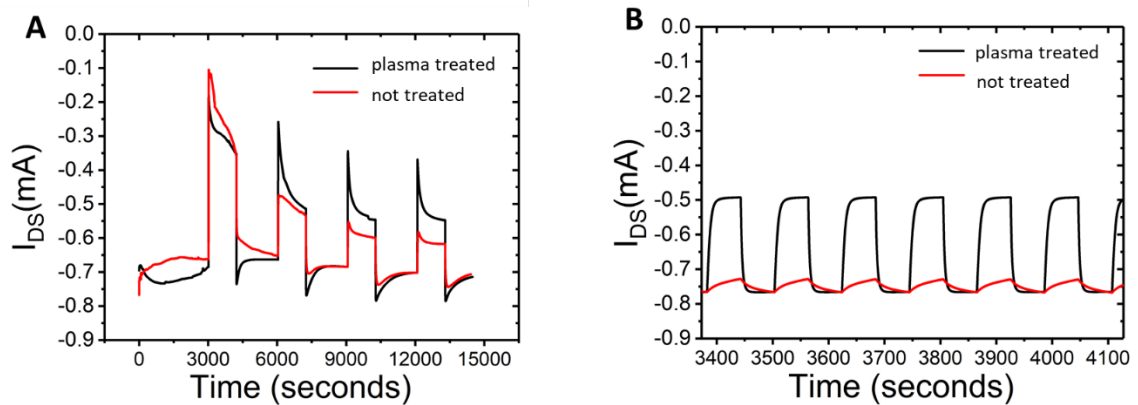 A
0.0
-0.1
-0.2
-0.3
-0.4
-0.5
-0.6
-0.7
-0.8
-0.9
I_DS(mA)
plasma treated
not treated
0 3000 6000 9000 12000 15000
Time (seconds)
B
0.0
-0.1
-0.2
-0.3
-0.4
-0.5
-0.6
-0.7
-0.8
-0.9
I_DS(mA)
plasma treated
not treated
3400 3500 3600 3700 3800 3900 4000 4100
Time (seconds)